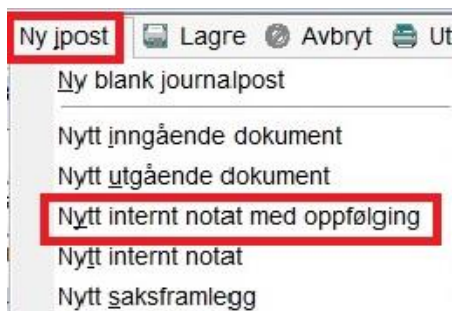 Ny jpost Lagre Avbryt Ut
Ny blank journalpost
Nytt inngående dokument
Nytt utgående dokument
Nytt internt notat med oppfølging
Nytt internt notat
Nytt saksframlegg